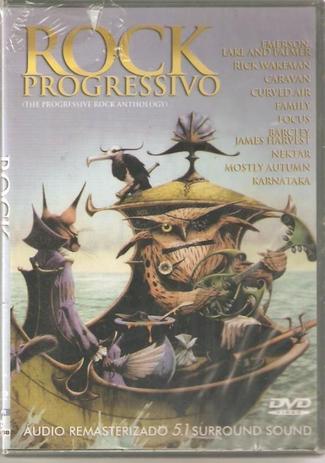 ROCK
PROGRESSIVO
(THE PROGRESSIVE ROCK ANTHOLOGY)
EMERSON,
LAKE AND PALMER
RICK WAKEMAN
CARAVAN
CURVED AIR
FAMILY
FOCUS
BARCLEY
JAMES HARVEST
NEKTAR
MOSTLY AUTUMN
KARNATAKA
ROCK
DVD
VIDEO
AUDIO REMASTERIZADO 5.1 SURROUND SOUND